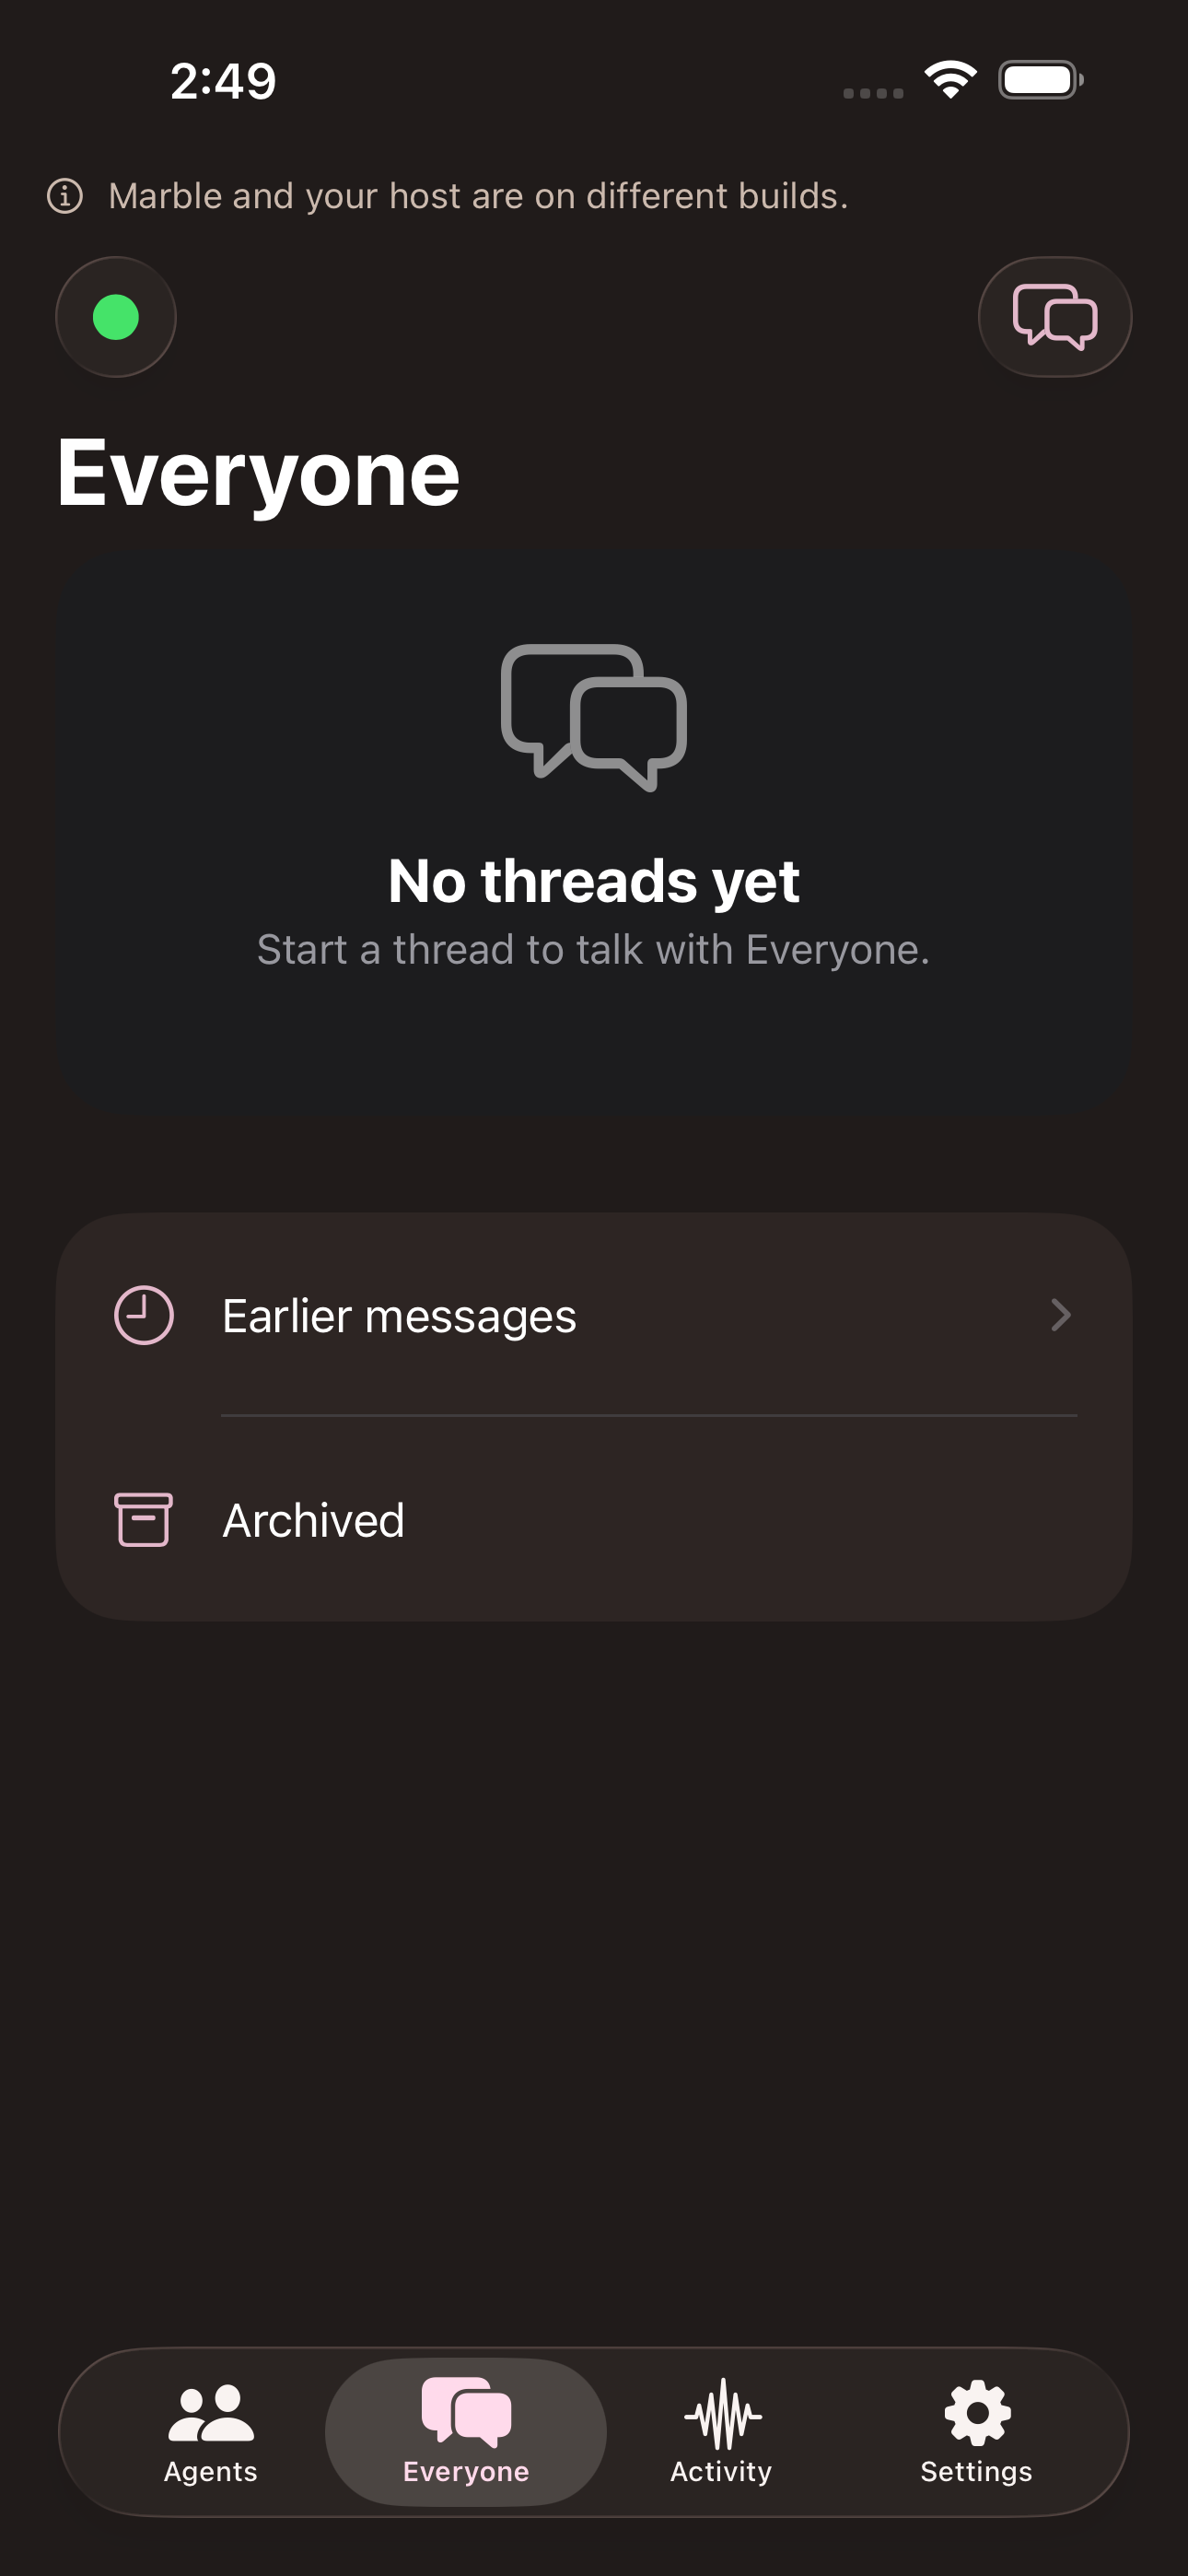 2:49
Marble and your host are on different builds.
Everyone
No threads yet
Start a thread to talk with Everyone.
Earlier messages
Archived
Agents
Everyone
Activity
Settings